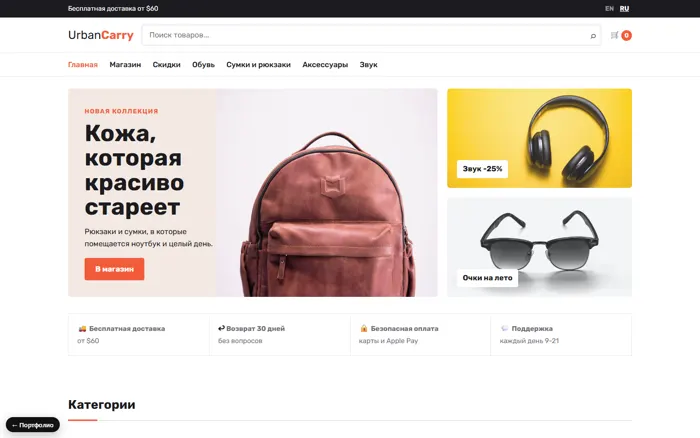 Бесплатная доставка от $60
EN RU
UrbanCarry
Поиск товаров...
0
Главная Магазин Скидки Обувь Сумки и рюкзаки Аксессуары Звук
НОВАЯ КОЛЛЕКЦИЯ
Кожа,
которая
красиво
стареет
Рюкзаки и сумки, в которые
помещается ноутбук и целый день.
В магазин
Звук -25%
Очки на лето
Бесплатная доставка
от $60
Возврат 30 дней
без вопросов
Безопасная оплата
карты и Apple Pay
Поддержка
каждый день 9-21
Категории
← Портфолио